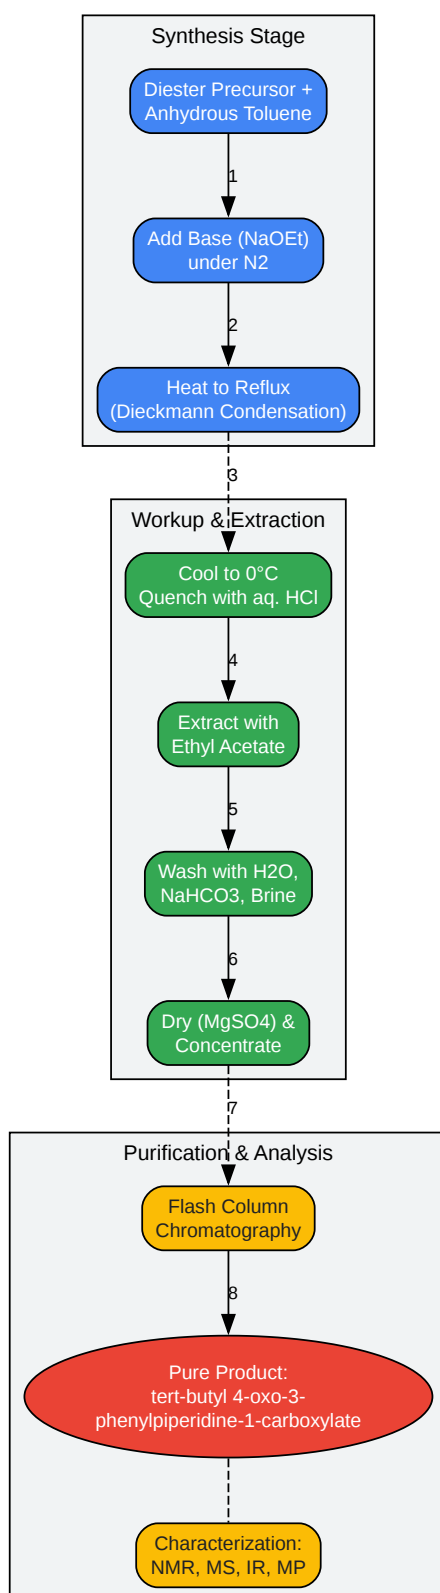 Synthesis Stage
Diester Precursor +
Anhydrous Toluene
1
Add Base (NaOEt)
under N2
2
Heat to Reflux
(Dieckmann Condensation)
3
Workup & Extraction
Cool to 0°C
Quench with aq. HCl
4
Extract with
Ethyl Acetate
5
Wash with H2O,
NaHCO3, Brine
6
Dry (MgSO4) &
Concentrate
7
Purification & Analysis
Flash Column
Chromatography
8
Pure Product:
tert-butyl 4-oxo-3-
phenylpiperidine-1-carboxylate
Characterization:
NMR, MS, IR, MP